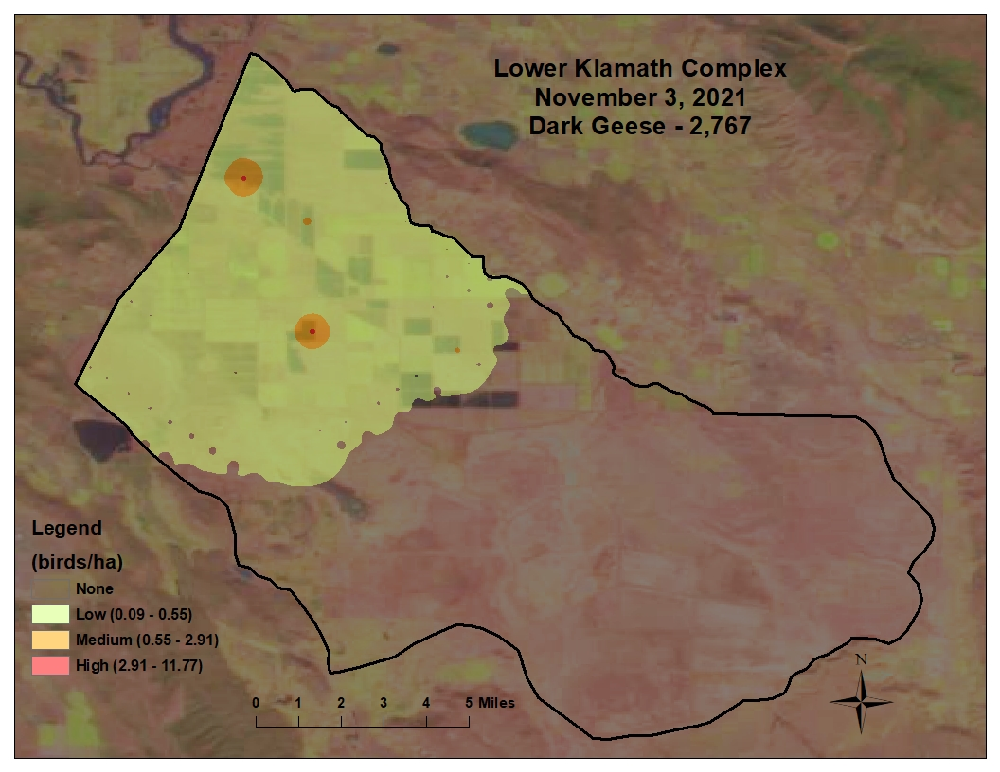 Lower Klamath Complex
November 3, 2021
Dark Geese - 2,767
Legend
(birds/ha)
None
Low (0.09 - 0.55)
Medium (0.55 - 2.91)
High (2.91 - 11.77)
0 1 2 3 4 5 Miles
N